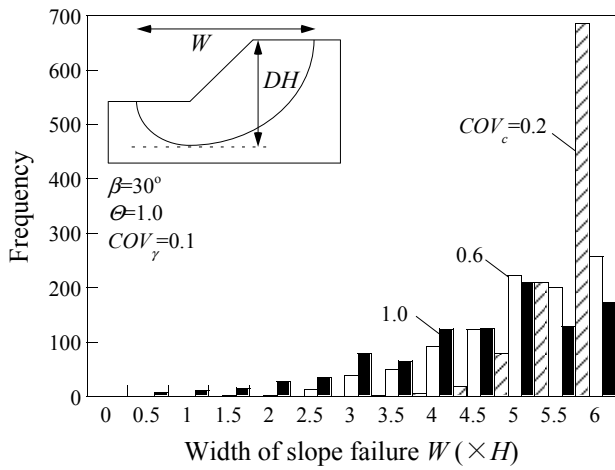 700
600
500
400
300
200
100
0
Frequency
W
DH
β=30°
Θ=1.0
COVγ=0.1
COVc=0.2
0.6
1.0
0 0.5 1 1.5 2 2.5 3 3.5 4 4.5 5 5.5 6
Width of slope failure W (×H)